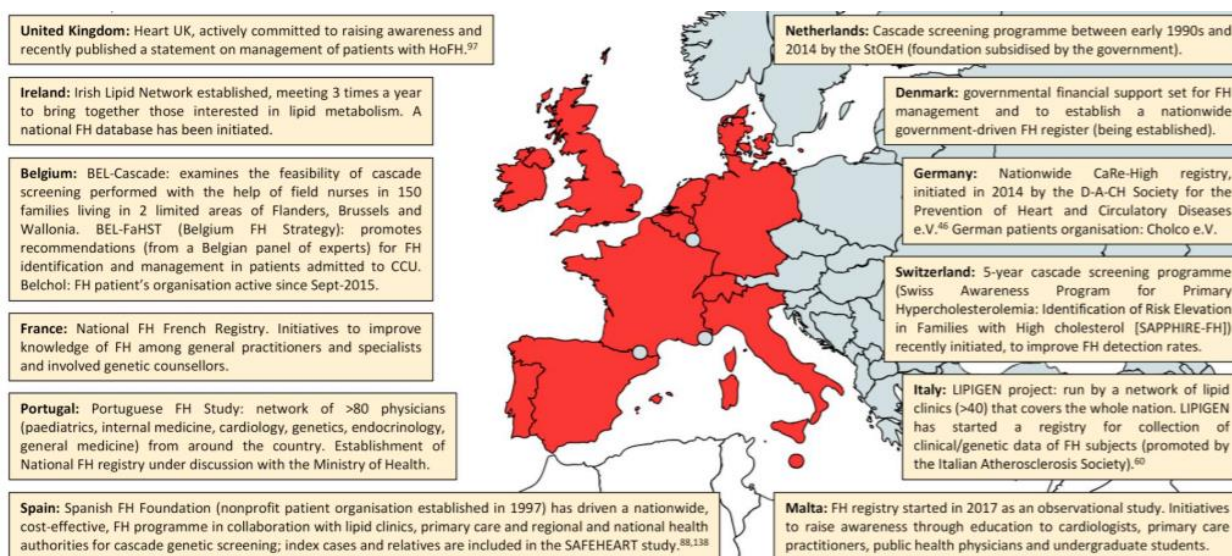 United Kingdom: Heart UK, actively committed to raising awareness and
recently published a statement on management of patients with HoFH.97
Ireland: Irish Lipid Network established, meeting 3 times a year
to bring together those interested in lipid metabolism. A
national FH database has been initiated.
Belgium: BEL-Cascade: examines the feasibility of cascade
screening performed with the help of field nurses in 150
families living in 2 limited areas of Flanders, Brussels and
Wallonia. BEL-FaHST (Belgium FH Strategy): promotes
recommendations (from a Belgian panel of experts) for FH
identification and management in patients admitted to CCU.
Belchol: FH patient's organisation active since Sept-2015.
France: National FH French Registry. Initiatives to improve
knowledge of FH among general practitioners and specialists
and involved genetic counsellors.
Portugal: Portuguese FH Study: network of >80 physicians
(paediatrics, internal medicine, cardiology, genetics, endocrinology,
general medicine) from around the country. Establishment of
National FH registry under discussion with the Ministry of Health.
Spain: Spanish FH Foundation (nonprofit patient organisation established in 1997) has driven a nationwide,
cost-effective, FH programme in collaboration with lipid clinics, primary care and regional and national health
authorities for cascade genetic screening; index cases and relatives are included in the SAFEHEART study.88,138
Netherlands: Cascade screening programme between early 1990s and
2014 by the StOEH (foundation subsidised by the government).
Denmark: governmental financial support set for FH
management and to establish a nationwide
government-driven FH register (being established).
Germany: Nationwide CaRe-High registry,
initiated in 2014 by the D-A-CH Society for the
Prevention of Heart and Circulatory Diseases
e.V.46 German patients organisation: Cholco e.V.
Switzerland: 5-year cascade screening programme
(Swiss Awareness Program for Primary
Hypercholesterolemia: Identification of Risk Elevation
in Families with High cholesterol [SAPPHIRE-FH])
recently initiated, to improve FH detection rates.
Italy: LIPIGEN project: run by a network of lipid
clinics (>40) that covers the whole nation. LIPIGEN
has started a registry for collection of
clinical/genetic data of FH subjects (promoted by
the Italian Atherosclerosis Society).60
Malta: FH registry started in 2017 as an observational study. Initiatives
to raise awareness through education to cardiologists, primary care
practitioners, public health physicians and undergraduate students.